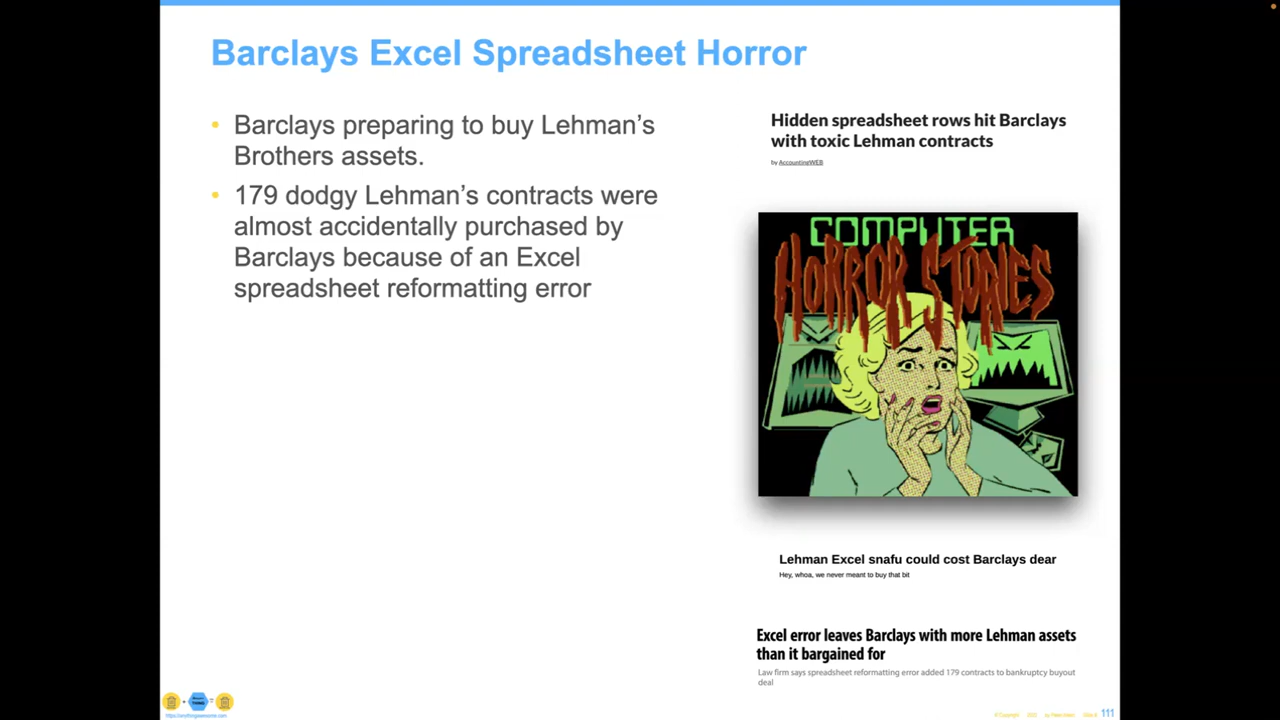 Barclays Excel Spreadsheet Horror
• Barclays preparing to buy Lehman's
Brothers assets.
• 179 dodgy Lehman's contracts were
almost accidentally purchased by
Barclays because of an Excel
spreadsheet reformatting error
Hidden spreadsheet rows hit Barclays
with toxic Lehman contracts
by AccountingWEB
COMPUTER
HORROR STORIES
Lehman Excel snafu could cost Barclays dear
Hey, whoa, we never meant to buy that bit
Excel error leaves Barclays with more Lehman assets
than it bargained for
Law firm says spreadsheet reformatting error added 179 contracts to bankruptcy buyout
deal
THING
© Copyright
111